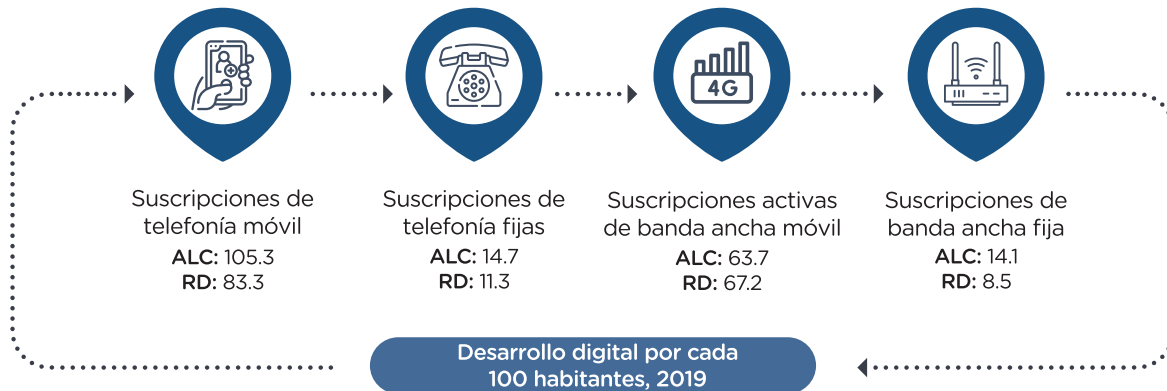 4G
Suscripciones de
telefonía móvil
ALC: 105.3
RD: 83.3
Suscripciones de
telefonía fijas
ALC: 14.7
RD: 11.3
Suscripciones activas
de banda ancha móvil
ALC: 63.7
RD: 67.2
Suscripciones de
banda ancha fija
ALC: 14.1
RD: 8.5
Desarrollo digital por cada
100 habitantes, 2019